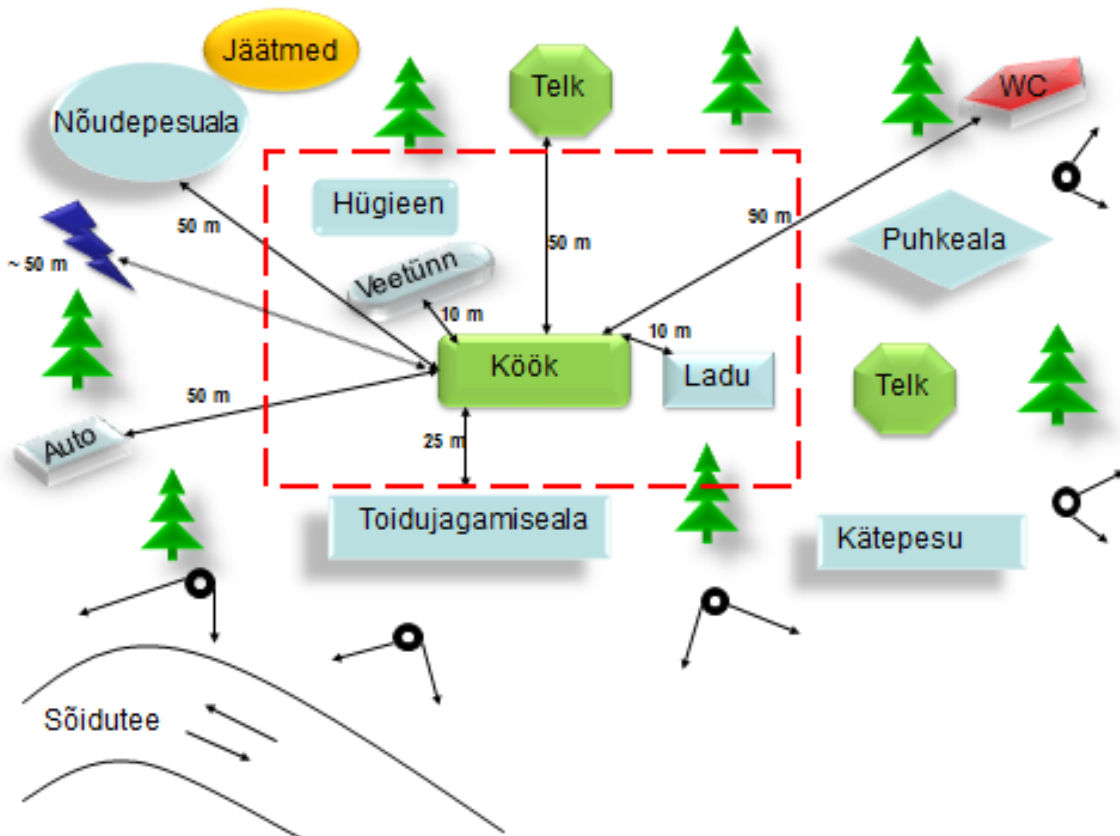 Jäätmed
Telk
WC
Nõudepesuala
Hügieen
50 m
90 m
Puhkeala
50 m
~ 50 m
Veetünn
10 m
10 m
Köök
Ladu
Telk
50 m
Auto
25 m
Toidujagamiseala
Kätepesu
Sõidutee